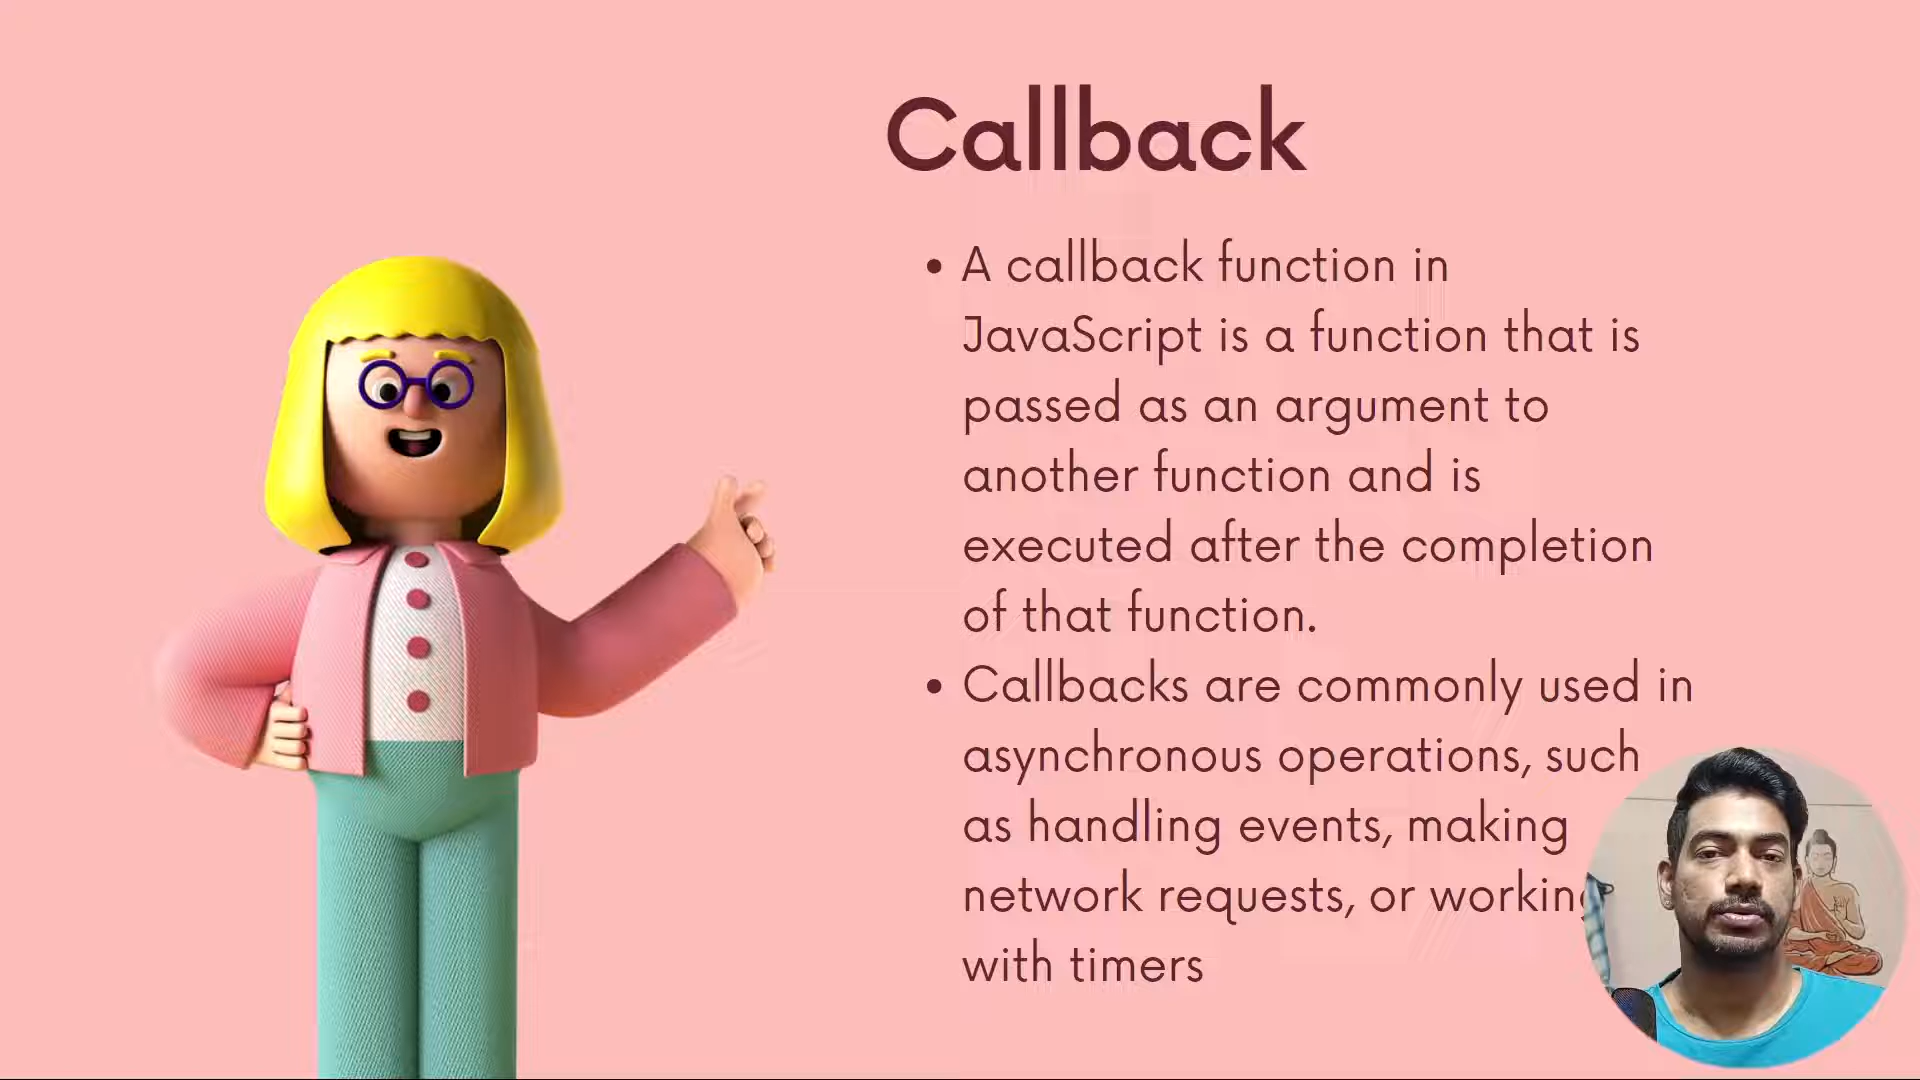 Callback
• A callback function in
JavaScript is a function that is
passed as an argument to
another function and is
executed after the completion
of that function.
• Callbacks are commonly used in
asynchronous operations, such
as handling events, making
network requests, or working
with timers